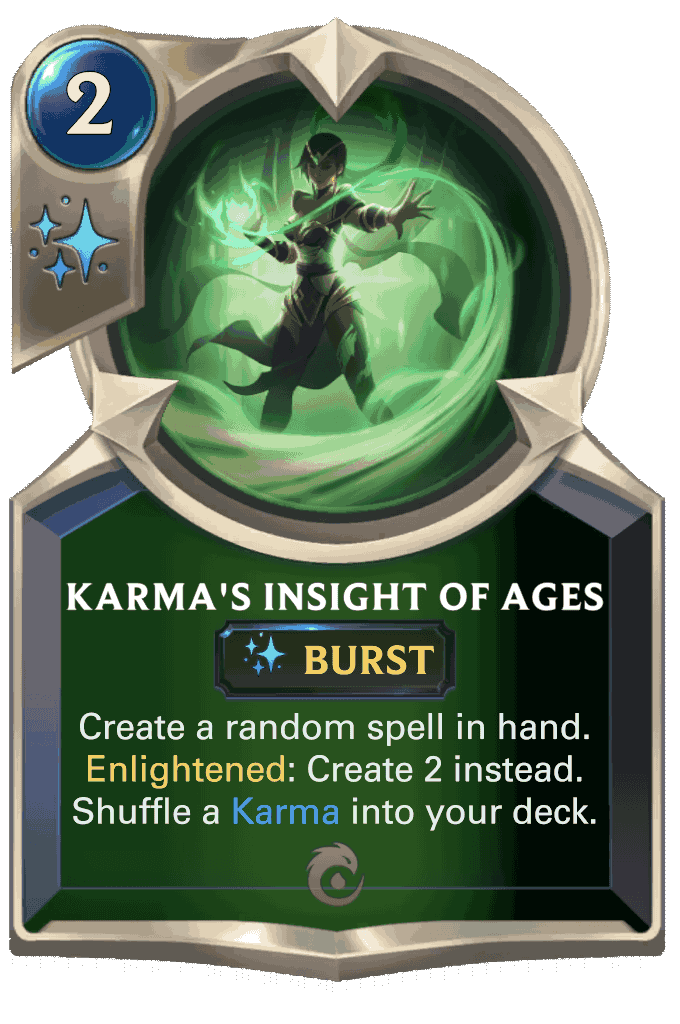 2
KARMA'S INSIGHT OF AGES
BURST
Create a random spell in hand.
Enlightened: Create 2 instead.
Shuffle a Karma into your deck.